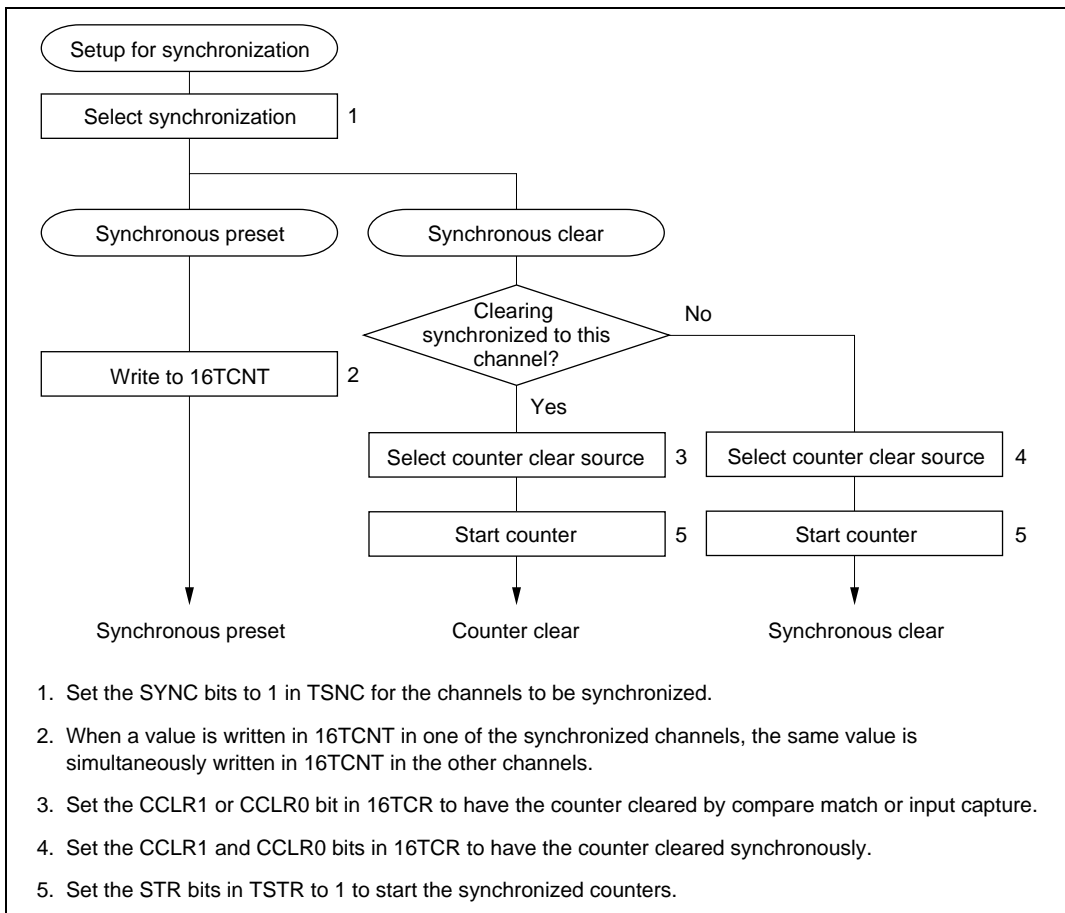 Setup for synchronization
Select synchronization 1
Synchronous preset
Synchronous clear
Clearing
synchronized to this
channel?
No
Write to 16TCNT 2
Yes
Select counter clear source 3
Select counter clear source 4
Start counter 5
Start counter 5
Synchronous preset
Counter clear
Synchronous clear
1. Set the SYNC bits to 1 in TSNC for the channels to be synchronized.
2. When a value is written in 16TCNT in one of the synchronized channels, the same value is
simultaneously written in 16TCNT in the other channels.
3. Set the CCLR1 or CCLR0 bit in 16TCR to have the counter cleared by compare match or input capture.
4. Set the CCLR1 and CCLR0 bits in 16TCR to have the counter cleared synchronously.
5. Set the STR bits in TSTR to 1 to start the synchronized counters.